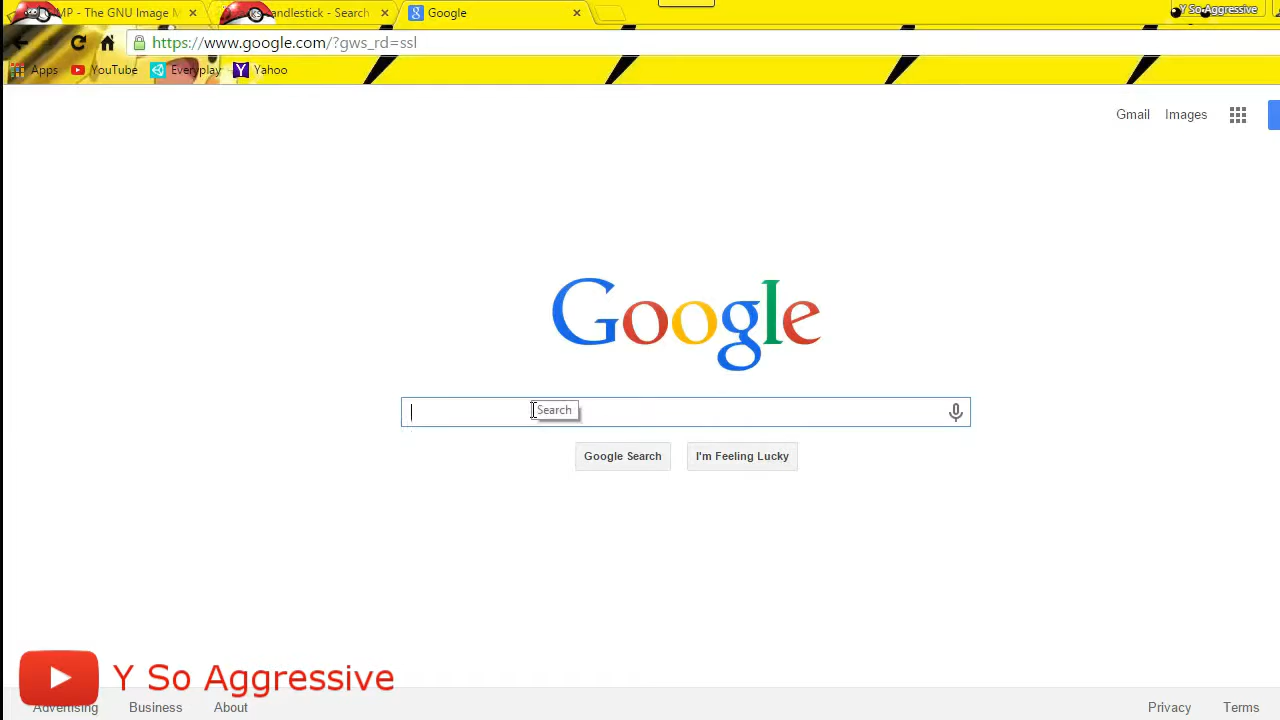 MP - The GNU Image M
andlestick - Search
Google
Y So Aggressive
https://www.google.com/?gws_rd=ssl
Apps YouTube Everyplay Yahoo
Gmail Images
Google
Search
Google Search I'm Feeling Lucky
Y So Aggressive
Advertising Business About Privacy Terms